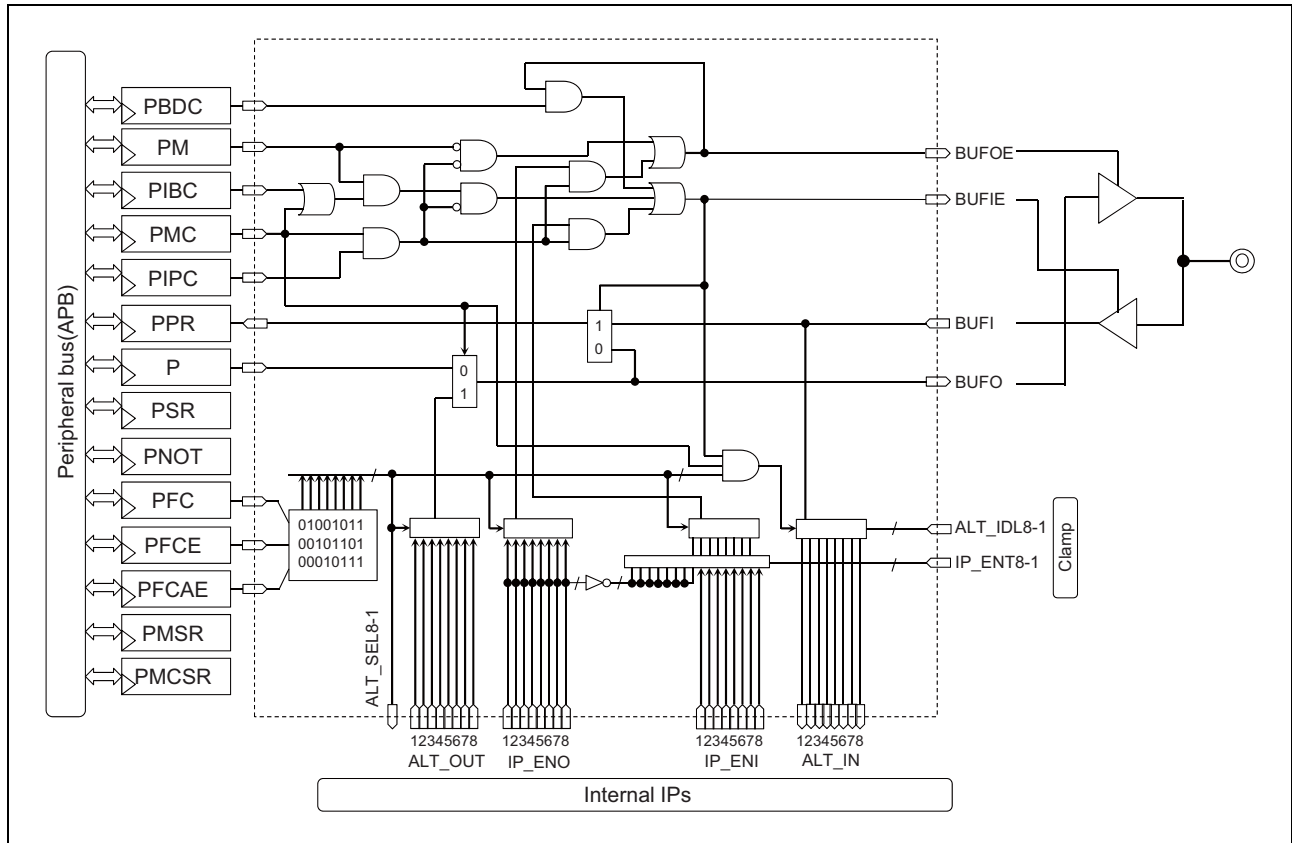 Peripheral bus(APB)
PBDC
PM
PIBC
PMC
PIPC
PPR
P
PSR
PNOT
PFC
PFCE
PFCAE
PMSR
PMCSR
BUFOE
BUFIE
1
0
BUFI
0
1
BUFO
01001011
00101101
00010111
ALT_IDL8-1
IP_ENT8-1
Clamp
ALT_SEL8-1
12345678
ALT_OUT
12345678
IP_ENO
12345678
IP_ENI
12345678
ALT_IN
Internal IPs